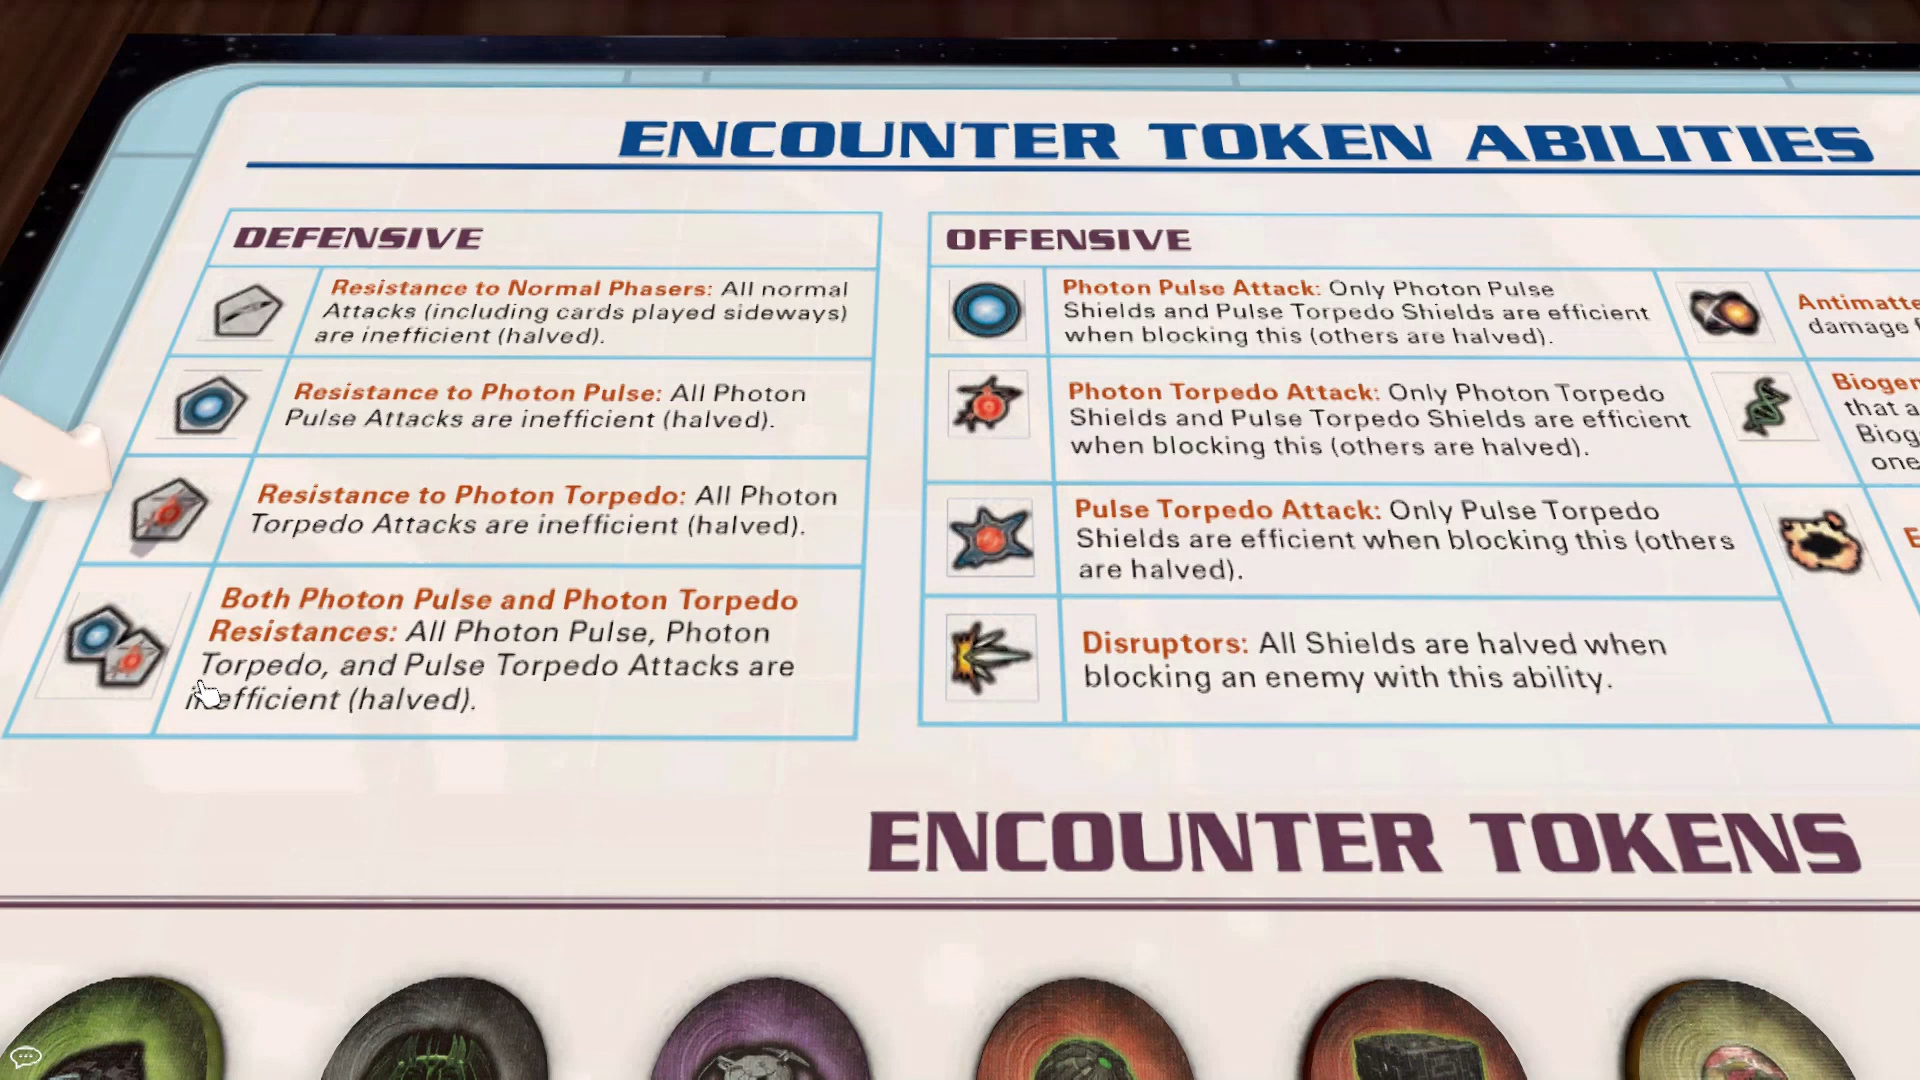 ENCOUNTER TOKEN ABILITIES
DEFENSIVE
Resistance to Normal Phasers: All normal
Attacks (including cards played sideways)
are inefficient (halved).
Resistance to Photon Pulse: All Photon
Pulse Attacks are inefficient (halved).
Resistance to Photon Torpedo: All Photon
Torpedo Attacks are inefficient (halved).
Both Photon Pulse and Photon Torpedo
Resistances: All Photon Pulse, Photon
Torpedo, and Pulse Torpedo Attacks are
inefficient (halved).
OFFENSIVE
Photon Pulse Attack: Only Photon Pulse
Shields and Pulse Torpedo Shields are efficient
when blocking this (others are halved).
Photon Torpedo Attack: Only Photon Torpedo
Shields and Pulse Torpedo Shields are efficient
when blocking this (others are halved).
Pulse Torpedo Attack: Only Pulse Torpedo
Shields are efficient when blocking this (others
are halved).
Disruptors: All Shields are halved when
blocking an enemy with this ability.
damage
that a
one
ENCOUNTER TOKENS